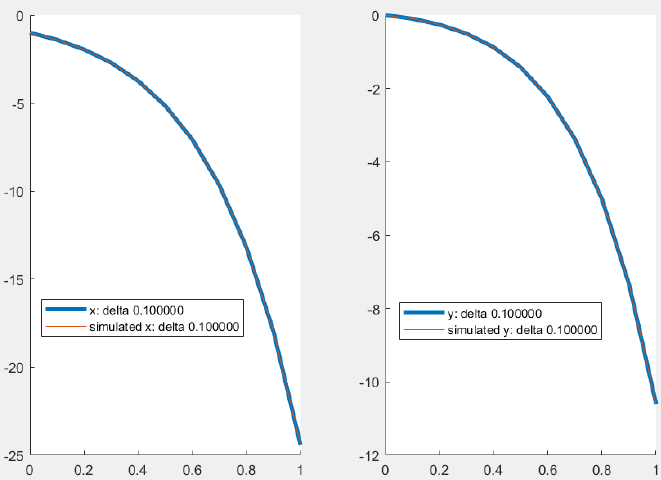 0
-5
-10
-15
-20
-25
0 0.2 0.4 0.6 0.8 1
x: delta 0.100000
simulated x: delta 0.100000
0
-2
-4
-6
-8
-10
-12
0 0.2 0.4 0.6 0.8 1
y: delta 0.100000
simulated y: delta 0.100000